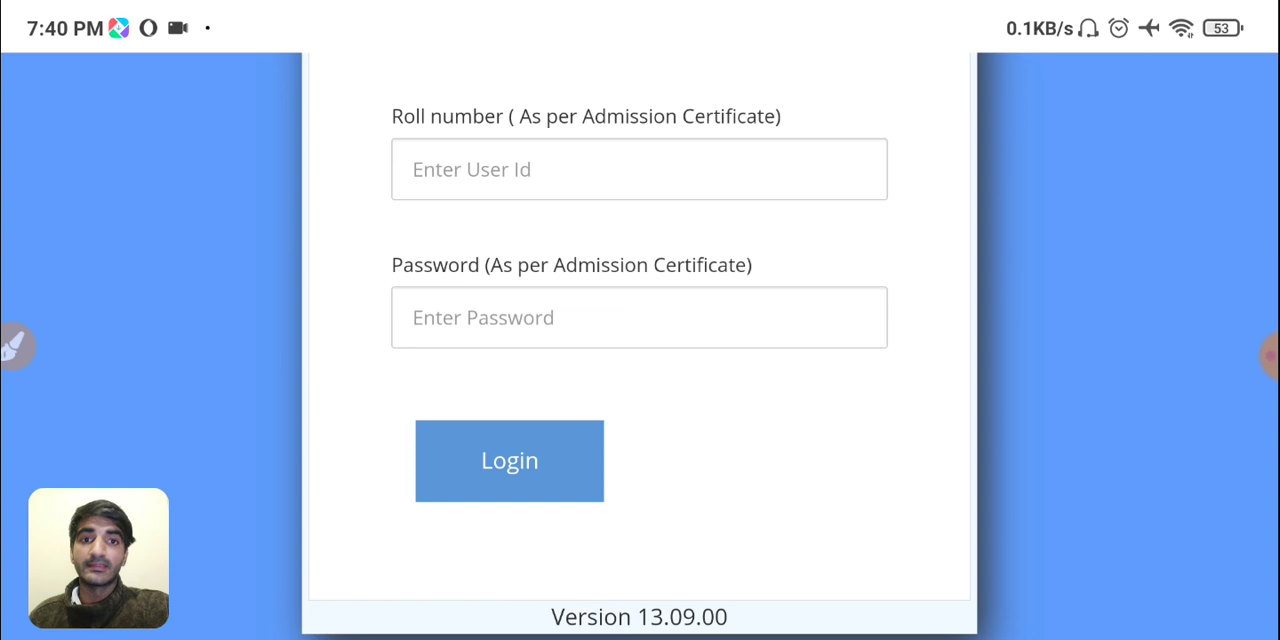 7:40 PM
0.1KB/s
53
Roll number ( As per Admission Certificate)
Enter User Id
Password (As per Admission Certificate)
Enter Password
Login
Version 13.09.00